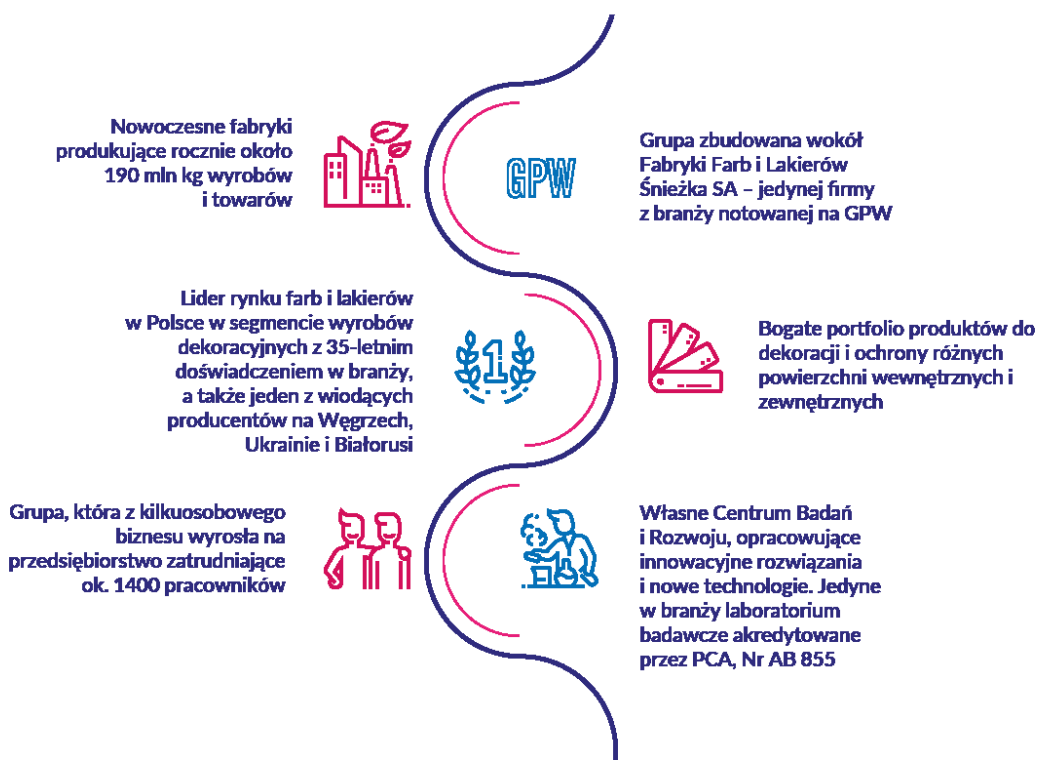 Nowoczesne fabryki
produkujące rocznie około
190 mln kg wyrobów
i towarów
GPW
Grupa zbudowana wokół
Fabryki Farb i Lakierów
Śnieżka SA – jedynej firmy
z branży notowanej na GPW
Lider rynku farb i lakierów
w Polsce w segmencie wyrobów
dekoracyjnych z 35-letnim
doświadczeniem w branży,
a także jeden z wiodących
producentów na Węgrzech,
Ukrainie i Białorusi
1
Bogate portfolio produktów do
dekoracji i ochrony różnych
powierzchni wewnętrznych i
zewnętrznych
Grupa, która z kilkuosobowego
biznesu wyrosła na
przedsiębiorstwo zatrudniające
ok. 1400 pracowników
Własne Centrum Badań
i Rozwoju, opracowujące
innowacyjne rozwiązania
i nowe technologie. Jedyne
w branży laboratorium
badawcze akredytowane
przez PCA, Nr AB 855